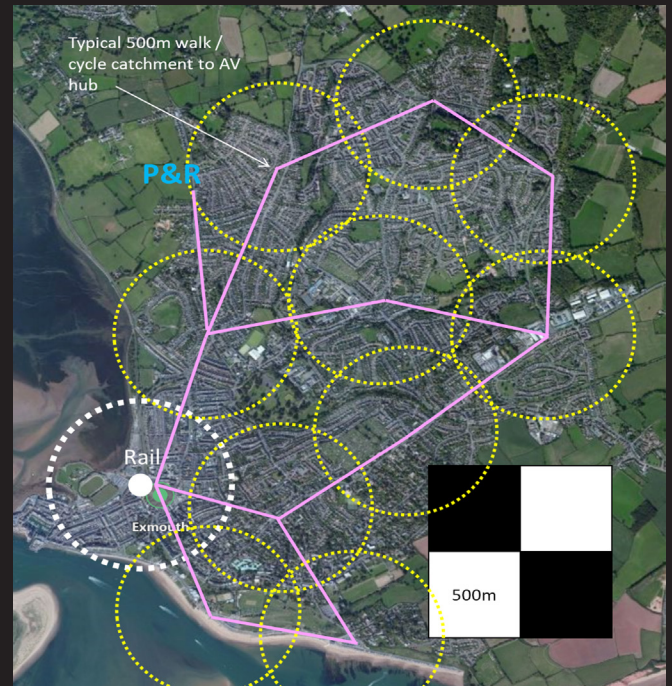 Typical 500m walk /
cycle catchment to AV
hub
P&R
Rail
Exmouth
500m